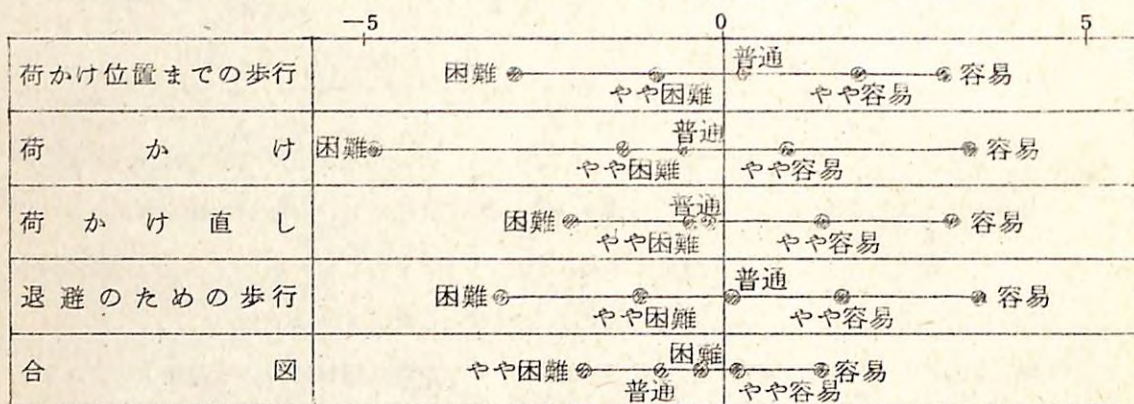 −5 0 5
普通
荷かけ位置までの歩行 困難 容易
やや困難 やや容易
普通
荷かけ 困難 容易
やや困難 やや容易
普通
荷かけ直し 困難 容易
やや困難 やや容易
普通
退避のための歩行 困難 容易
やや困難 やや容易
困難
合図 やや困難 容易
普通 やや容易